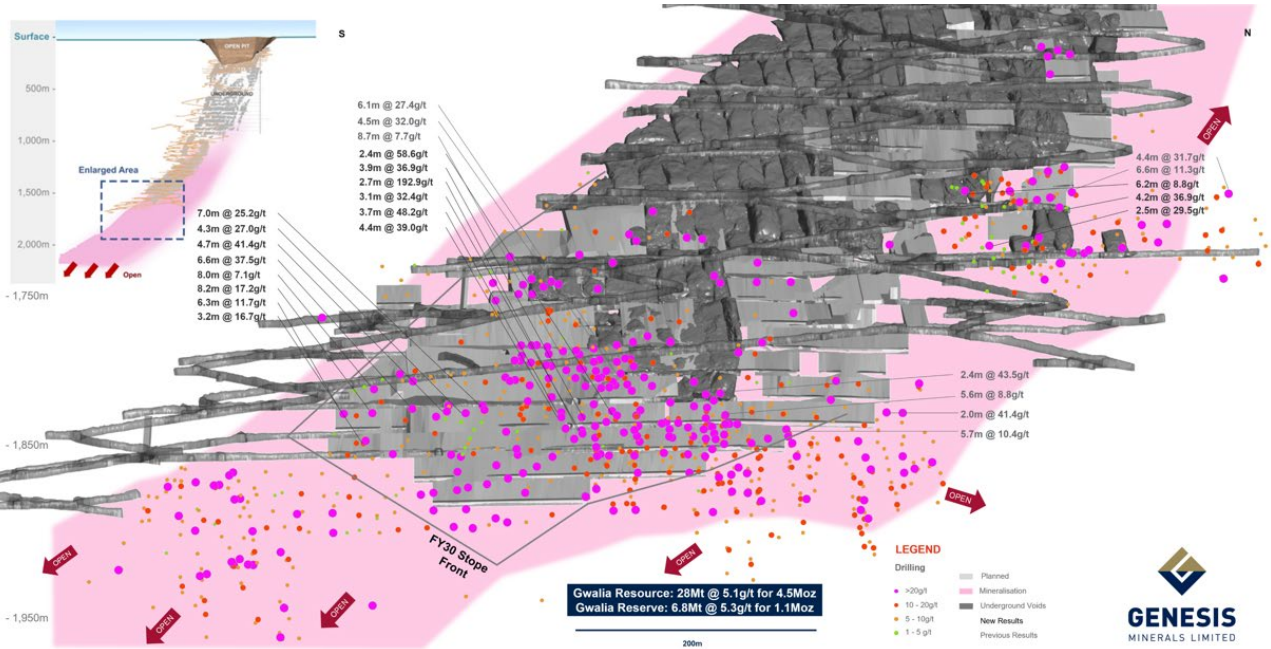 Surface -
OPEN PIT
UNDERGROUND
500m -
1,000m -
1,500m -
2,000m -
Enlarged Area
Open
S
N
6.1m @ 27.4g/t
4.5m @ 32.0g/t
8.7m @ 7.7g/t
2.4m @ 58.6g/t
3.9m @ 36.9g/t
2.7m @ 192.9g/t
3.1m @ 32.4g/t
3.7m @ 48.2g/t
4.4m @ 39.0g/t
7.0m @ 25.2g/t
4.3m @ 27.0g/t
4.7m @ 41.4g/t
6.6m @ 37.5g/t
8.0m @ 7.1g/t
8.2m @ 17.2g/t
6.3m @ 11.7g/t
3.2m @ 16.7g/t
OPEN
4.4m @ 31.7g/t
6.6m @ 11.3g/t
6.2m @ 8.8g/t
4.2m @ 36.9g/t
2.5m @ 29.5g/t
- 1,750m
2.4m @ 43.5g/t
5.6m @ 8.8g/t
2.0m @ 41.4g/t
5.7m @ 10.4g/t
- 1,850m
OPEN
OPEN
OPEN
OPEN
OPEN
FY30 Stope
Front
- 1,950m
Gwalia Resource: 28Mt @ 5.1g/t for 4.5Moz
Gwalia Reserve: 6.8Mt @ 5.3g/t for 1.1Moz
200m
LEGEND
Drilling
>20g/t
10 - 20g/t
5 - 10g/t
1 - 5 g/t
Planned
Mineralisation
Underground Voids
New Results
Previous Results
GENESIS
MINERALS LIMITED